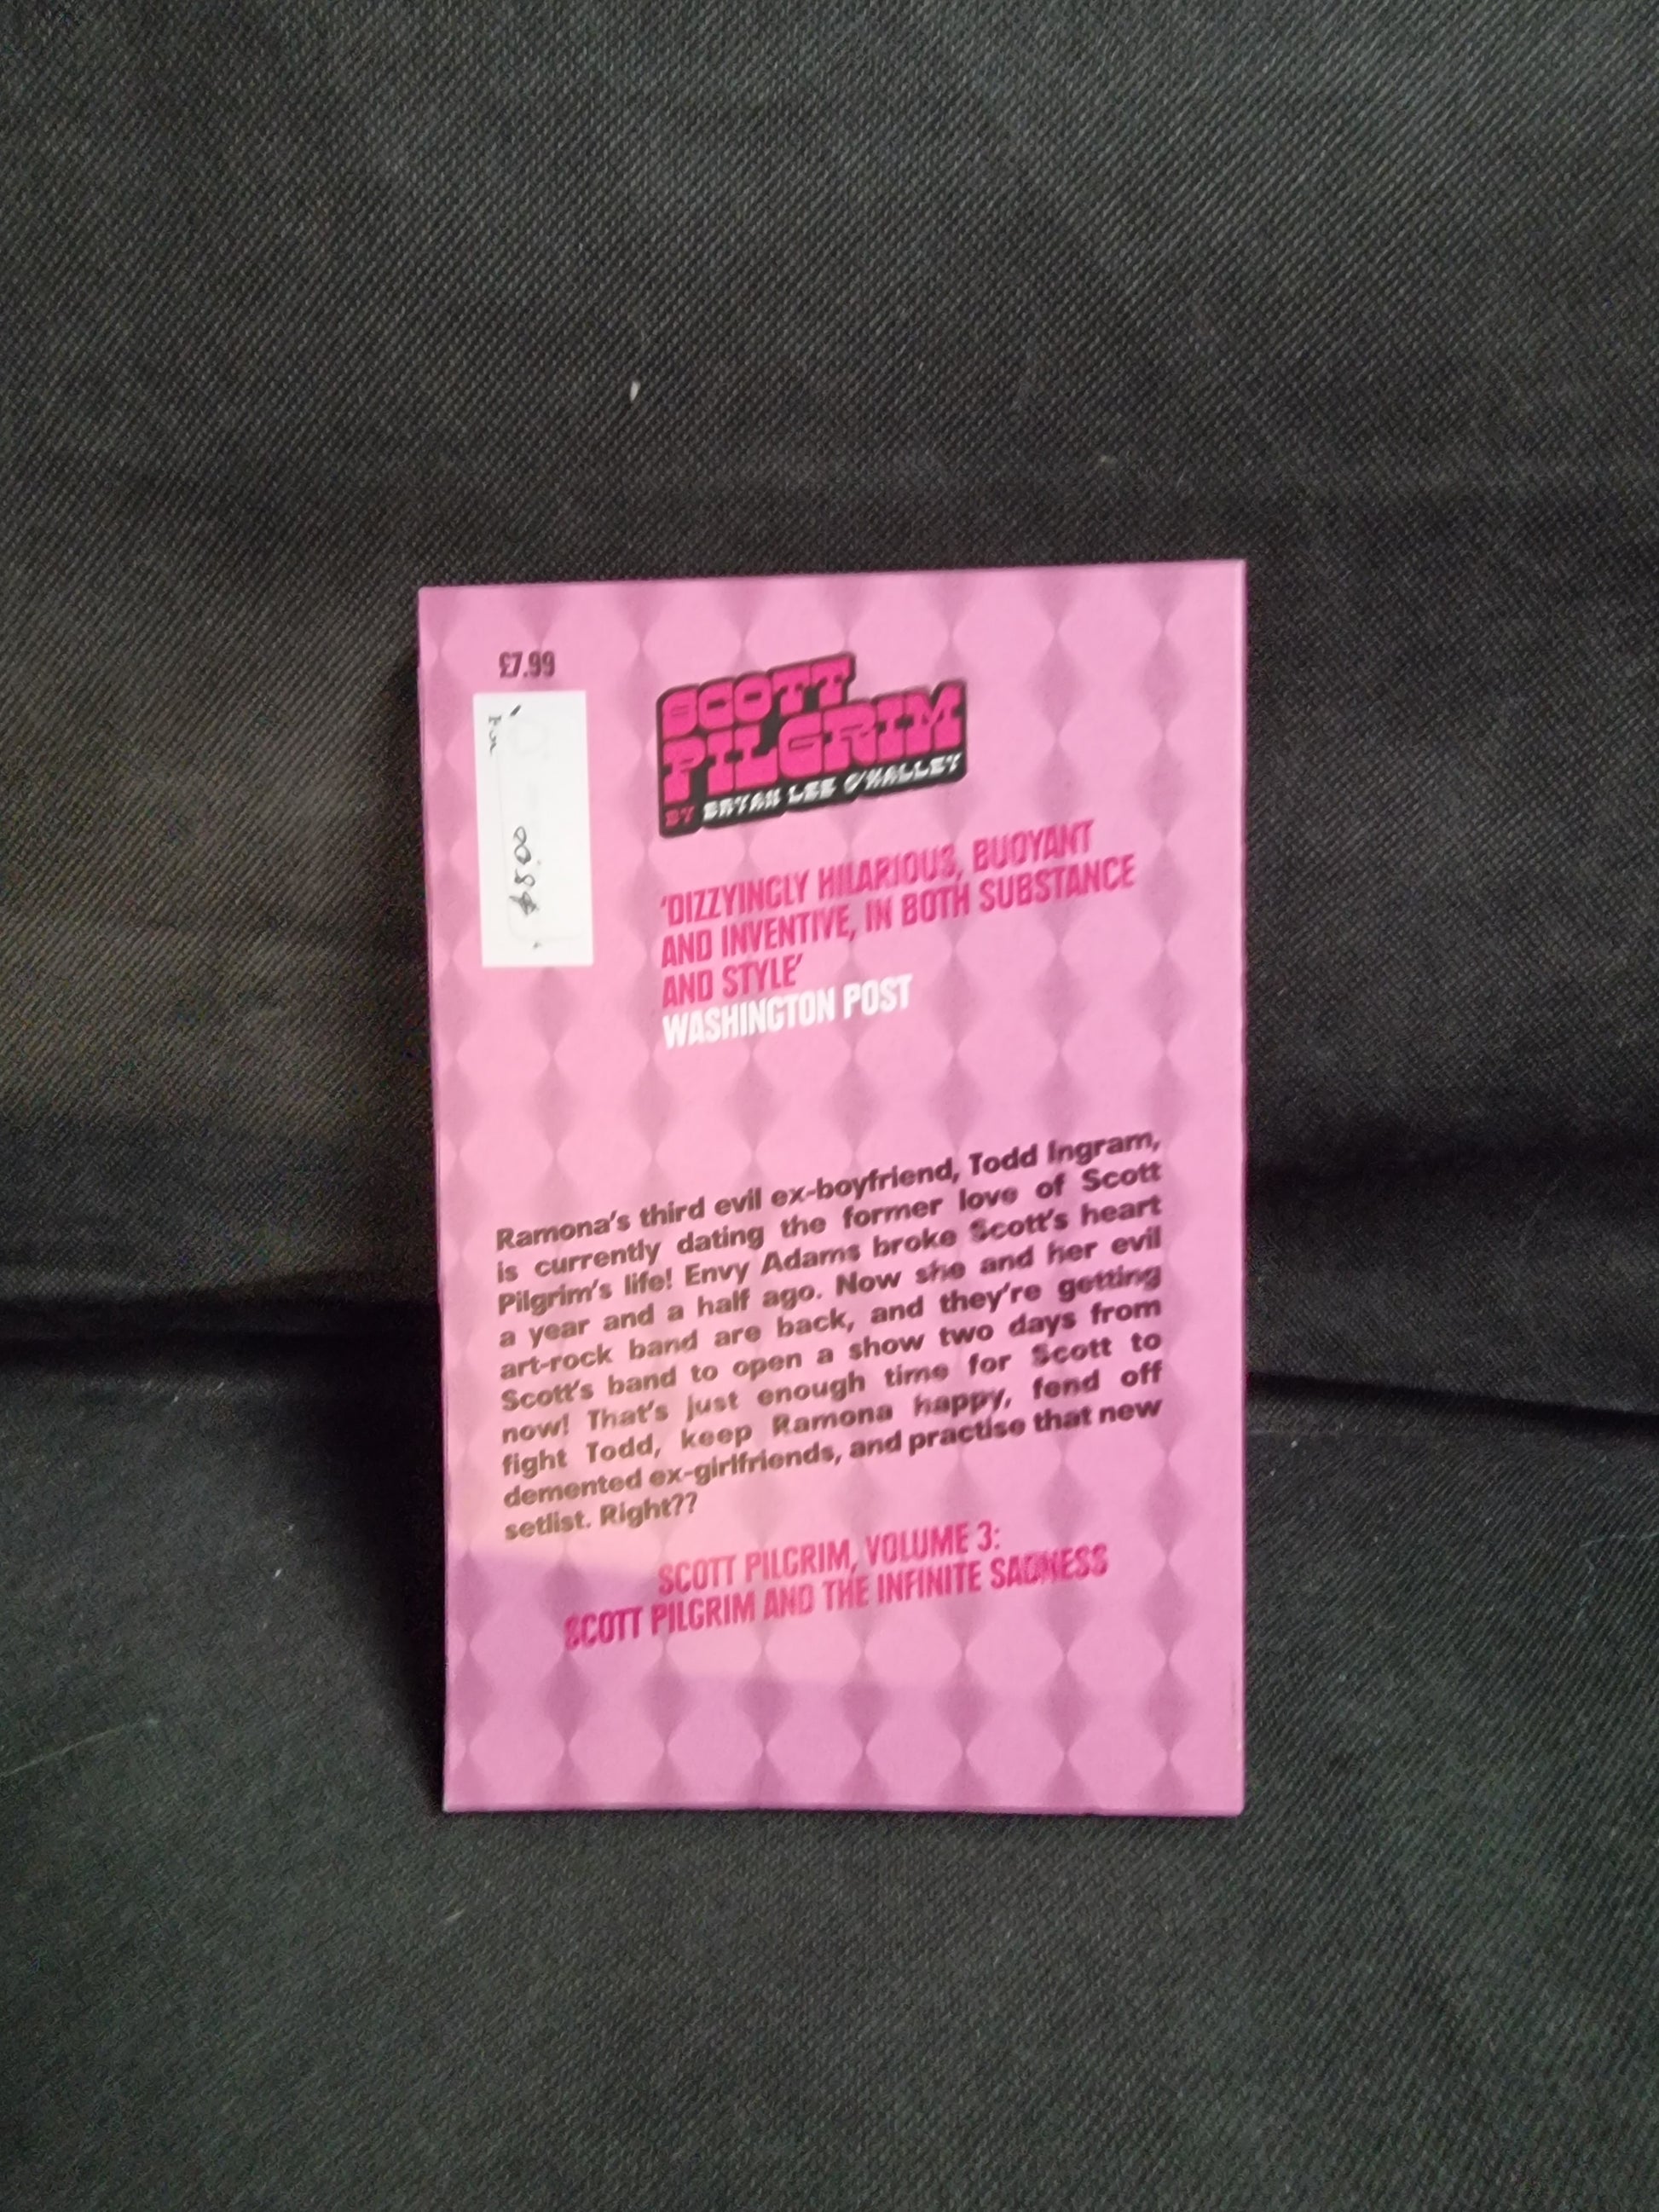 £7.99
SCOTT
PILGRIM
BY BRYAN LEE O'MALLEY
'DIZZYINGLY HILARIOUS, BUOYANT
AND INVENTIVE, IN BOTH SUBSTANCE
AND STYLE'
WASHINGTON POST
Ramona's third evil ex-boyfriend, Todd Ingram,
is currently dating the former love of Scott
Pilgrim's life! Envy Adams broke Scott's heart
a year and a half ago. Now she and her evil
art-rock band are back, and they're getting
Scott's band to open a show two days from
now! That's just enough time for Scott to
fight Todd, keep Ramona happy, fend off
demented ex-girlfriends, and practise that new
setlist. Right??
SCOTT PILGRIM, VOLUME 3:
SCOTT PILGRIM AND THE INFINITE SADNESS